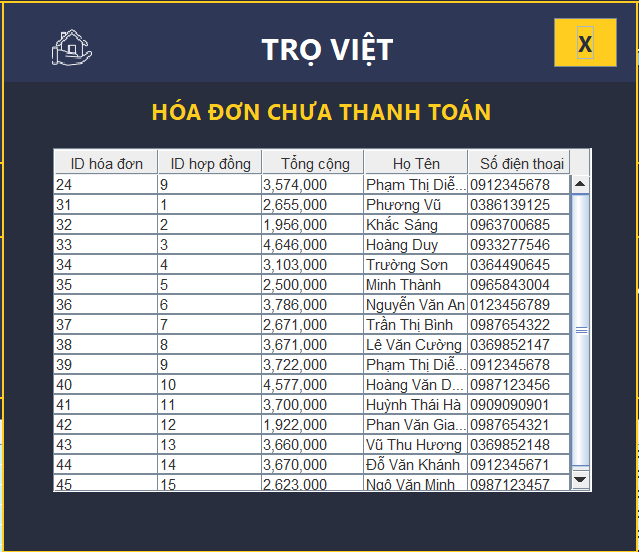 TRỌ VIỆT
X
HÓA ĐƠN CHƯA THANH TOÁN
ID hóa đơn ID hợp đồng Tổng cộng Họ Tên Số điện thoại
24 9 3,574,000 Phạm Thị Diễ... 0912345678
31 1 2,655,000 Phương Vũ 0386139125
32 2 1,956,000 Khắc Sáng 0963700685
33 3 4,646,000 Hoàng Duy 0933277546
34 4 3,103,000 Trường Sơn 0364490645
35 5 2,500,000 Minh Thành 0965843004
36 6 3,786,000 Nguyễn Văn An 0123456789
37 7 2,671,000 Trần Thị Bình 0987654322
38 8 3,671,000 Lê Văn Cường 0369852147
39 9 3,722,000 Phạm Thị Diễ... 0912345678
40 10 4,577,000 Hoàng Văn D... 0987123456
41 11 3,700,000 Huỳnh Thái Hà 0909090901
42 12 1,922,000 Phan Văn Gia... 0987654321
43 13 3,660,000 Vũ Thu Hương 0369852148
44 14 3,670,000 Đỗ Văn Khánh 0912345671
45 15 2,623,000 Ngô Văn Minh 0987123457